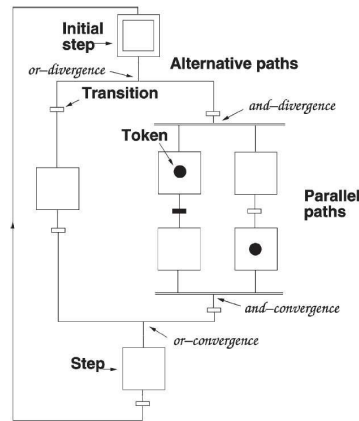 Initial
step
or–divergence
Alternative paths
Transition
and–divergence
Token
Parallel
paths
and–convergence
or–convergence
Step